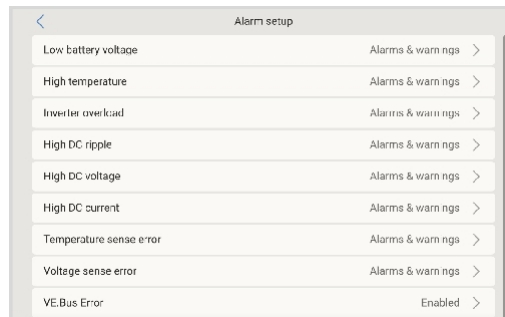 Alarm setup
Low battery voltage Alarms & warnings
High temperature Alarms & warnings
Inverter overload Alarms & warnings
High DC ripple Alarms & warnings
High DC voltage Alarms & warnings
High DC current Alarms & warnings
Temperature sense error Alarms & warnings
Voltage sense error Alarms & warnings
VE.Bus Error Enabled